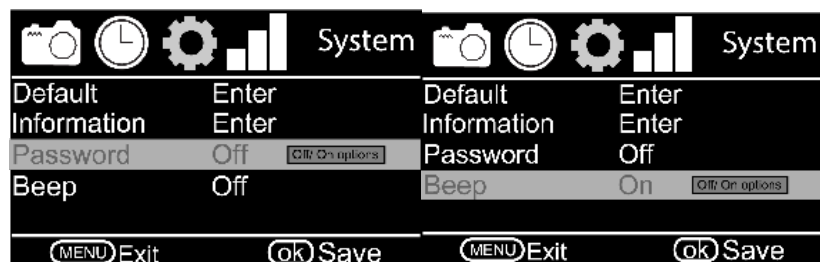 System
Default Enter
Information Enter
Password Off Off/ On options
Beep Off
MENU Exit ok Save
System
Default Enter
Information Enter
Password Off
Beep On Off/ On options
MENU Exit ok Save